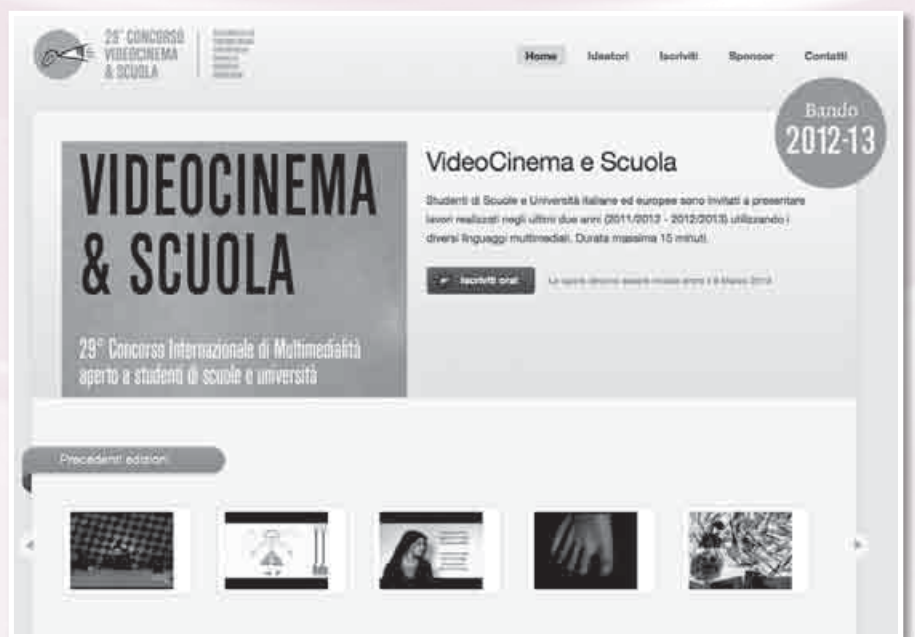 29° CONCORSO
VIDEOCINEMA
& SCUOLA
Home Ideatori Iscriviti Sponsor Contatti
Bando
2012-13
VIDEOCINEMA
& SCUOLA
29° Concorso Internazionale di Multimedialità
aperto a studenti di scuole e università
VideoCinema e Scuola
Studenti di Scuole e Università italiane ed europee sono invitati a presentare
lavori realizzati negli ultimi due anni (2011/2012 - 2012/2013) utilizzando i
diversi linguaggi multimediali. Durata massima 15 minuti.
Iscriviti ora!
Precedenti edizioni